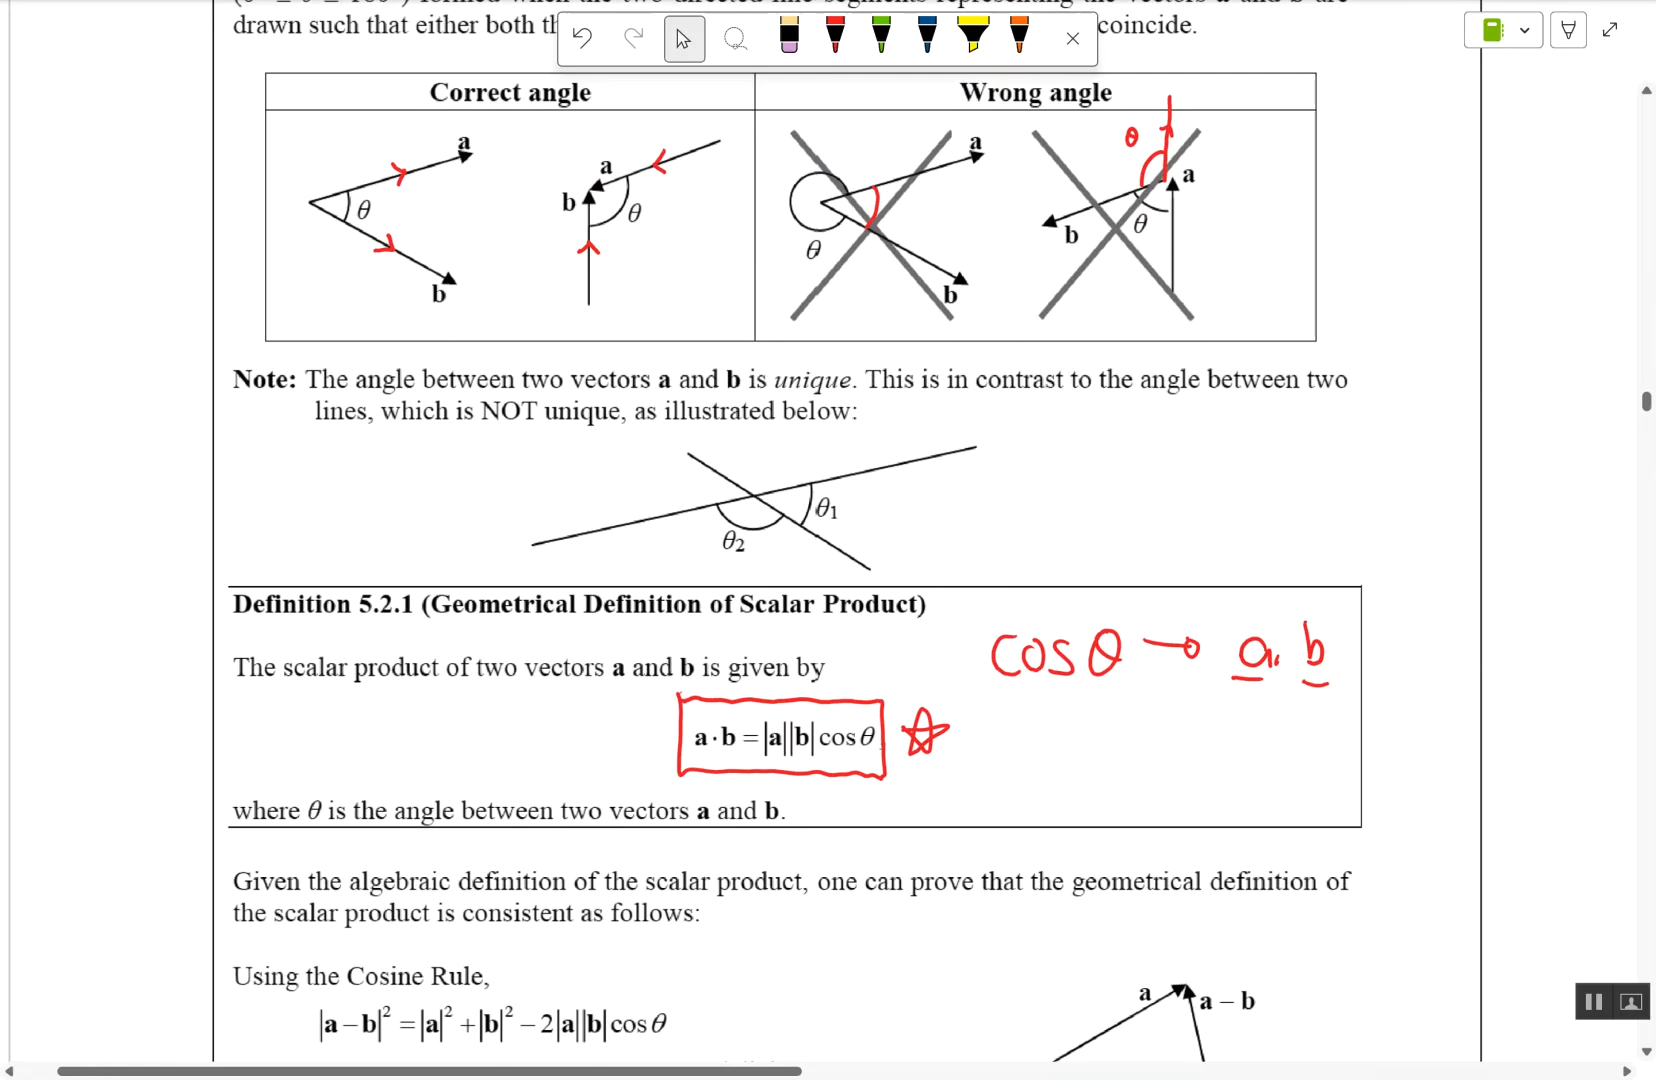 drawn such that either both th
coincide.
Correct angle
Wrong angle
a
θ
b
a
b
θ
a
θ
b
θ
a
θ
b
Note: The angle between two vectors a and b is unique. This is in contrast to the angle between two
lines, which is NOT unique, as illustrated below:
θ1
θ2
Definition 5.2.1 (Geometrical Definition of Scalar Product)
cos θ → a . b
The scalar product of two vectors a and b is given by
a·b = |a||b| cos θ
where θ is the angle between two vectors a and b.
Given the algebraic definition of the scalar product, one can prove that the geometrical definition of
the scalar product is consistent as follows:
Using the Cosine Rule,
a
a – b
|a – b|² = |a|² + |b|² – 2|a||b| cos θ